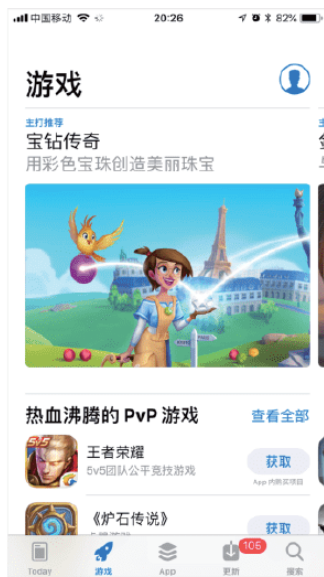 中国移动 20:26 82%
游戏
主打推荐
宝钻传奇
用彩色宝珠创造美丽珠宝
热血沸腾的 PvP 游戏 查看全部
5v5
王者荣耀
5v5团队公平竞技游戏
获取
App 内购买项目
《炉石传说》
获取
105
Today 游戏 App 更新 搜索